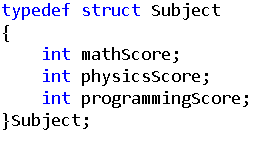 typedef struct Subject
{
    int mathScore;
    int physicsScore;
    int programmingScore;
}Subject;